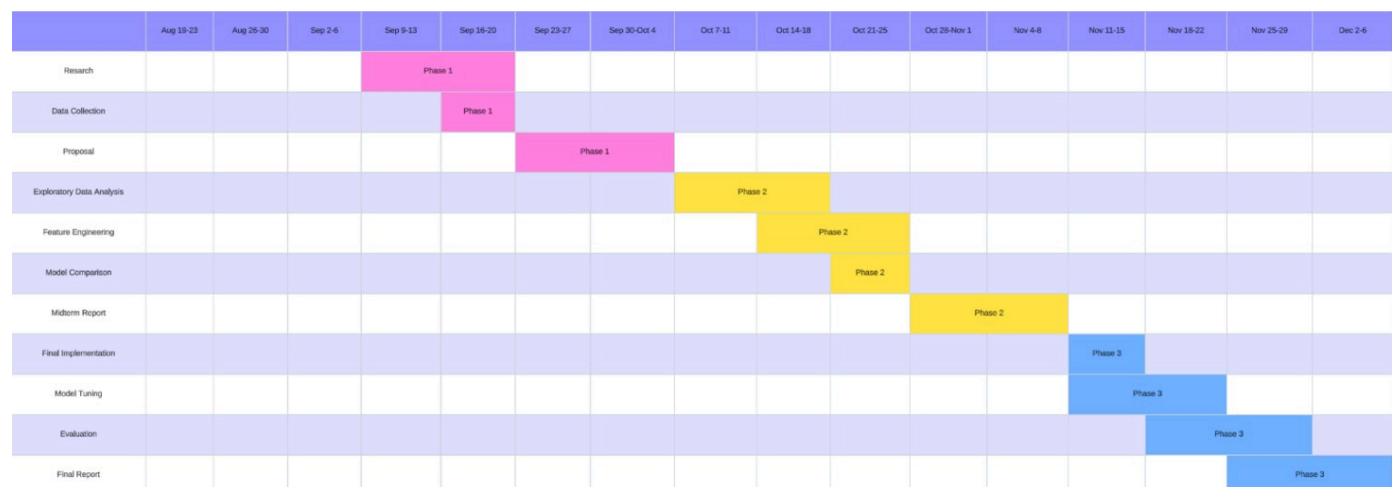 Aug 19-23 Aug 26-30 Sep 2-6 Sep 9-13 Sep 16-20 Sep 23-27 Sep 30-Oct 4 Oct 7-11 Oct 14-18 Oct 21-25 Oct 28-Nov 1 Nov 4-8 Nov 11-15 Nov 18-22 Nov 25-29 Dec 2-6
Resarch Phase 1
Data Collection Phase 1
Proposal Phase 1
Exploratory Data Analysis Phase 2
Feature Engineering Phase 2
Model Comparison Phase 2
Midterm Report Phase 2
Final Implementation Phase 3
Model Tuning Phase 3
Evaluation Phase 3
Final Report Phase 3